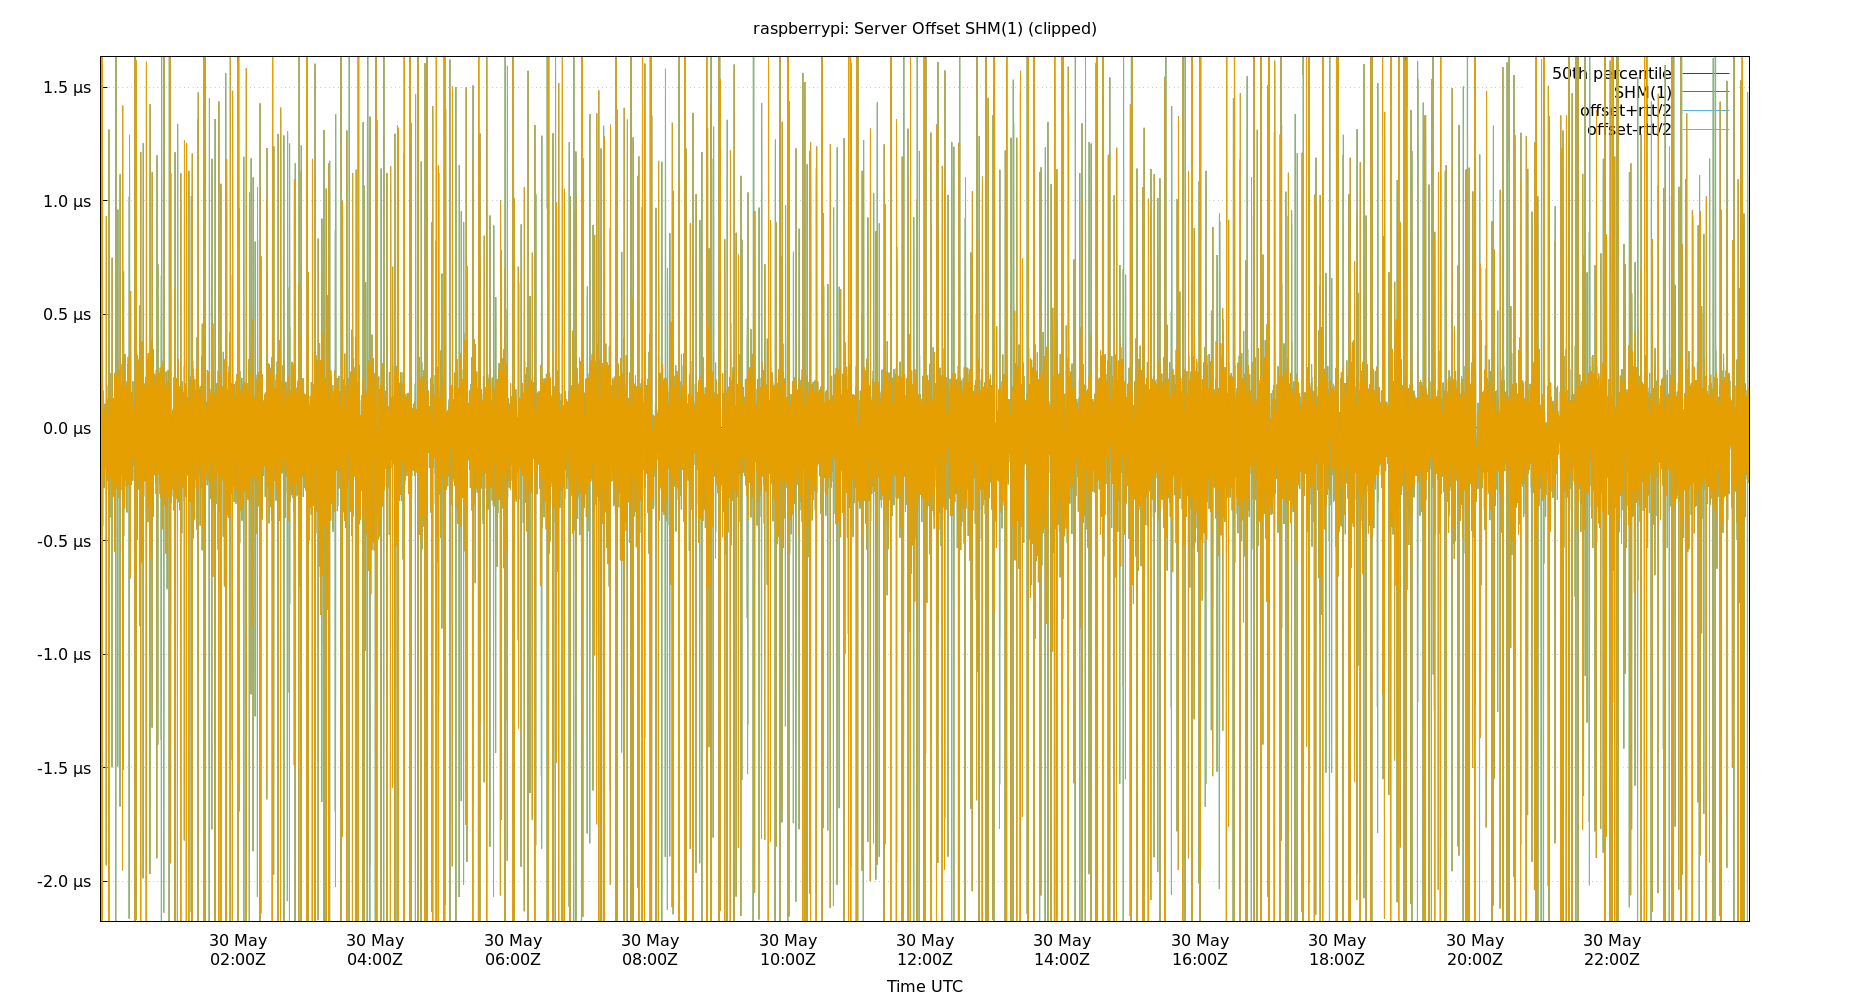 raspberrypi: Server Offset SHM(1) (clipped)
50th percentile
SHM(1)
offset+rtt/2
offset-rtt/2
1.5 µs
1.0 µs
0.5 µs
0.0 µs
-0.5 µs
-1.0 µs
-1.5 µs
-2.0 µs
30 May 30 May 30 May 30 May 30 May 30 May 30 May 30 May 30 May 30 May 30 May
02:00Z 04:00Z 06:00Z 08:00Z 10:00Z 12:00Z 14:00Z 16:00Z 18:00Z 20:00Z 22:00Z
Time UTC